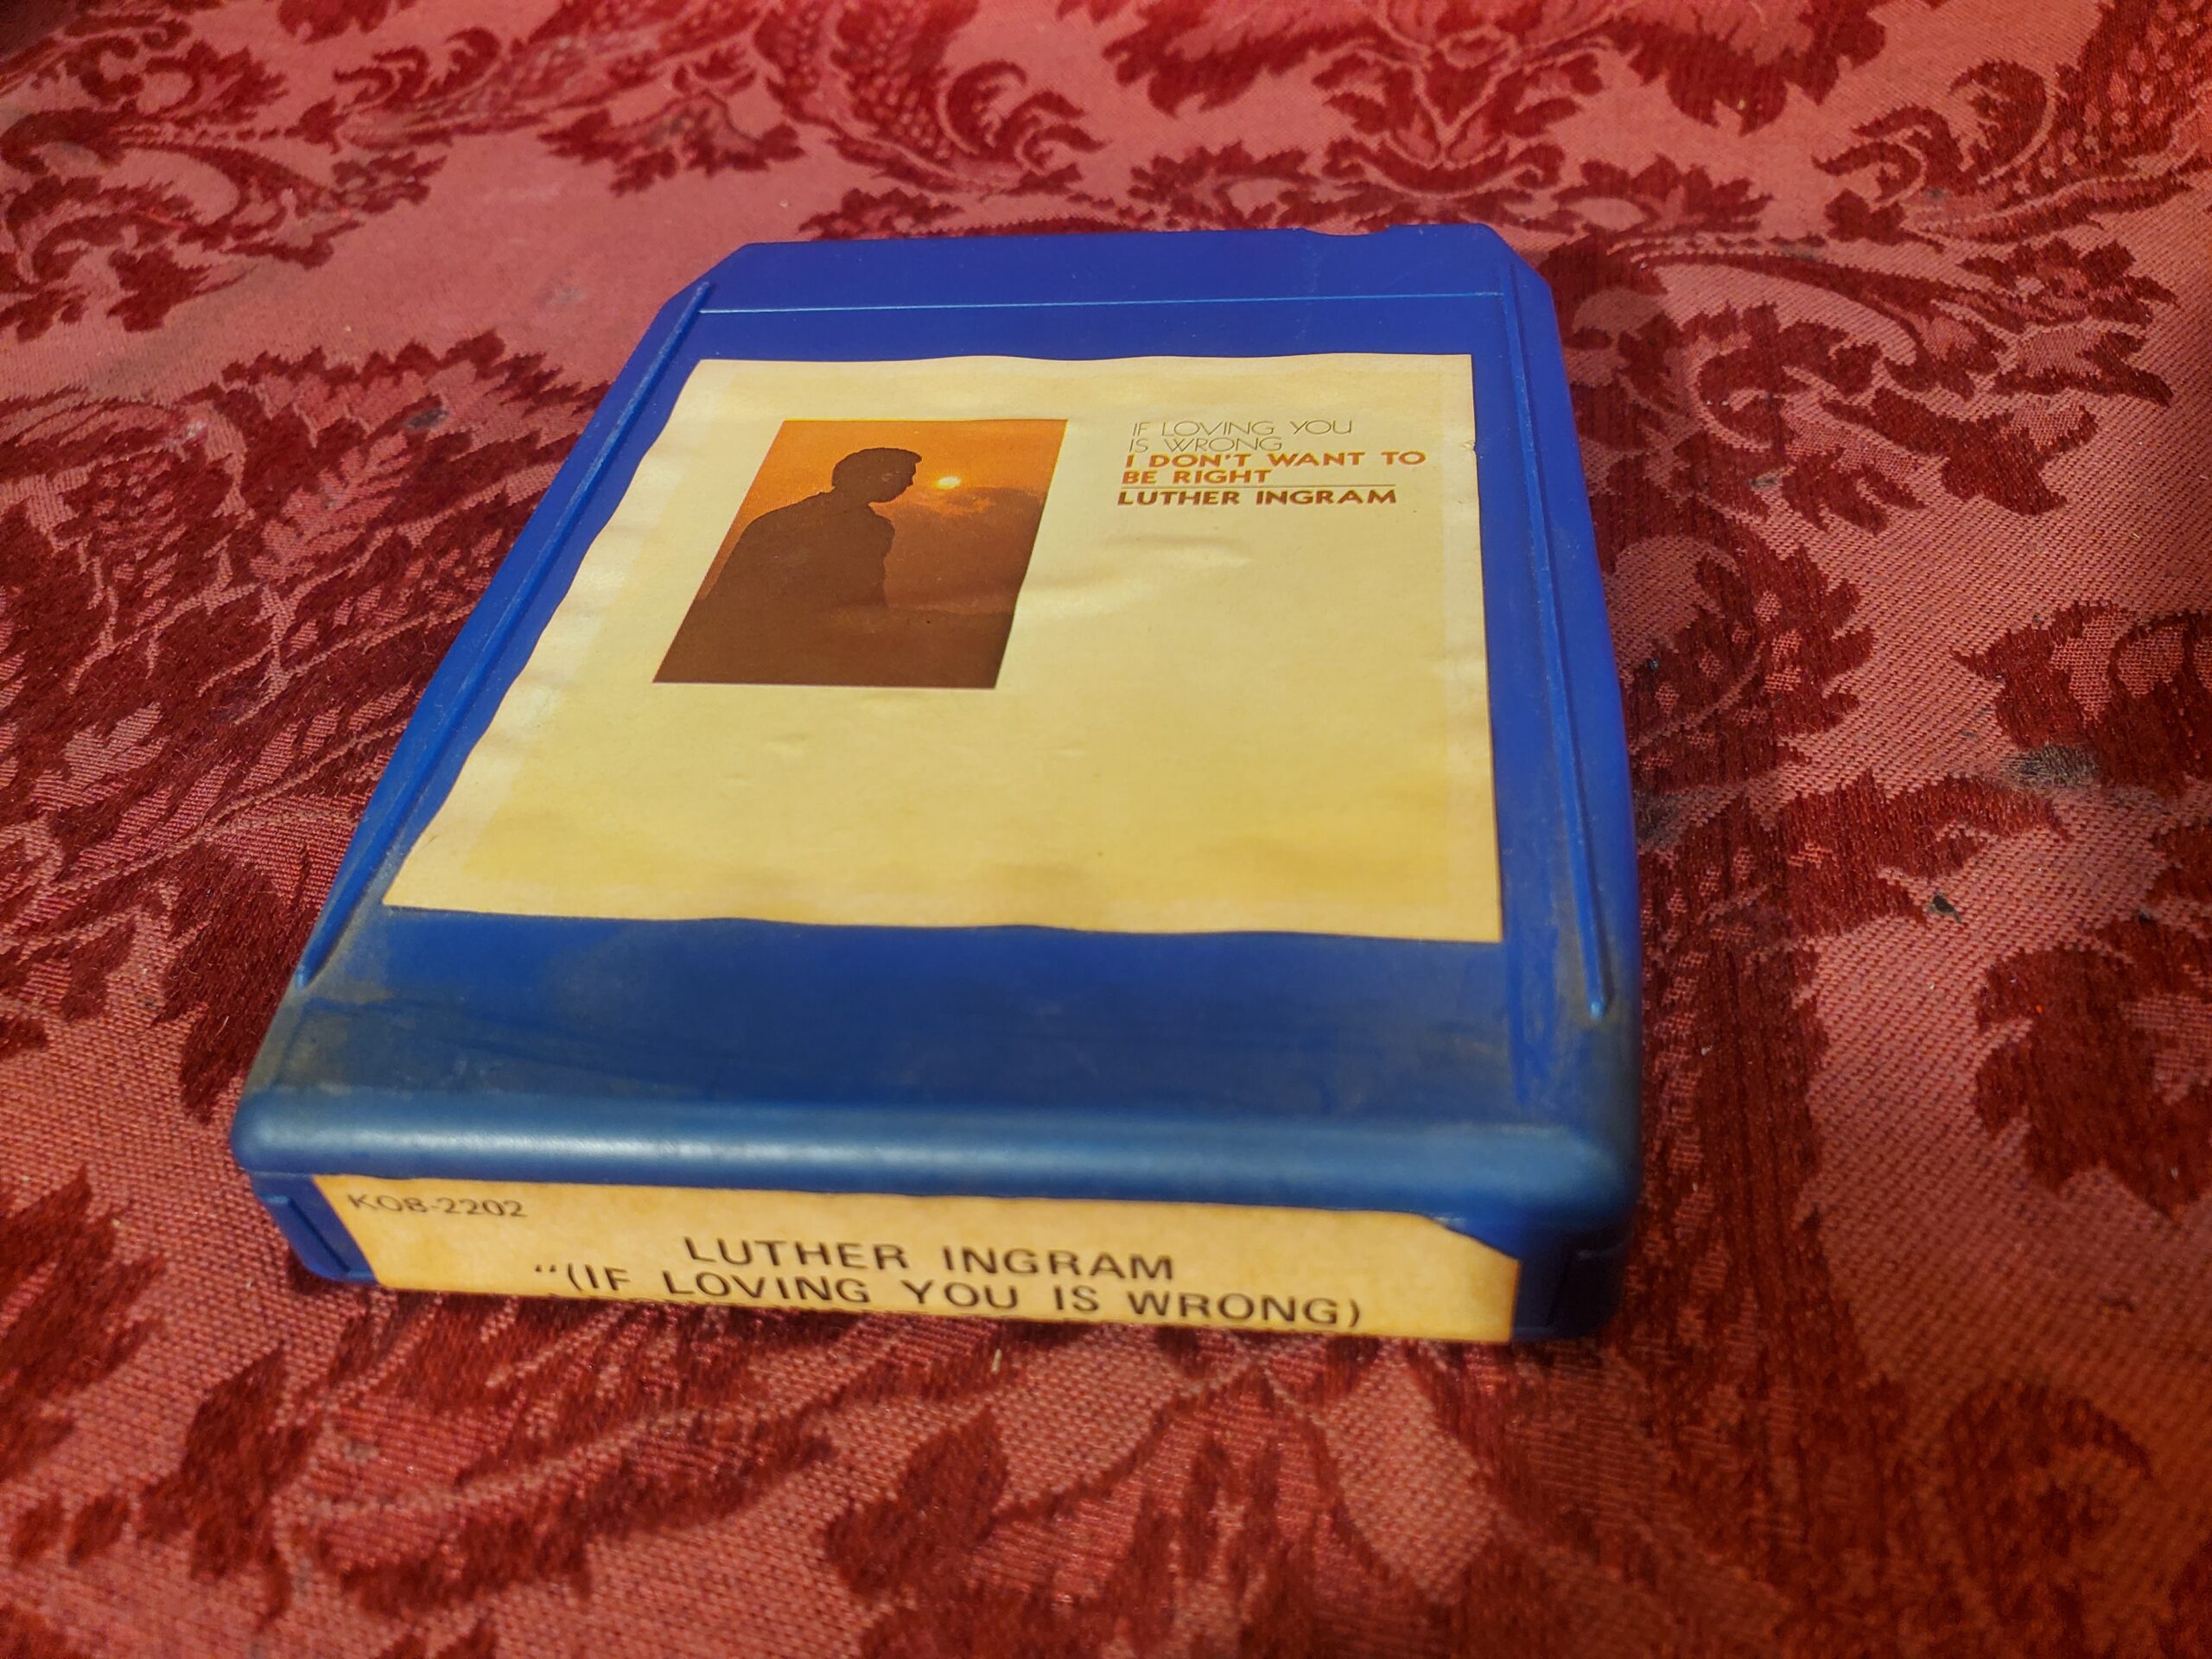 IF LOVING YOU
IS WRONG
I DON'T WANT TO
BE RIGHT
LUTHER INGRAM
KOB-2202
LUTHER INGRAM
“(IF LOVING YOU IS WRONG)